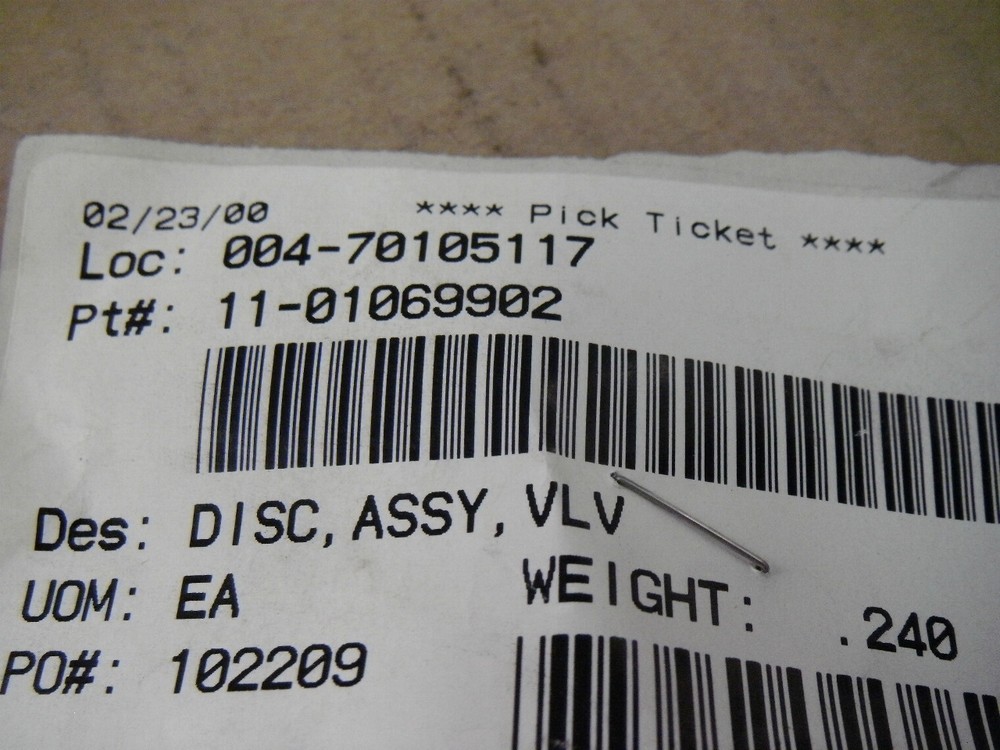 02/23/00 **** Pick Ticket ****
Loc: 004-70105117
Pt#: 11-01069902
Des: DISC,ASSY,VLV
UOM: EA WEIGHT: .240
PO#: 102209